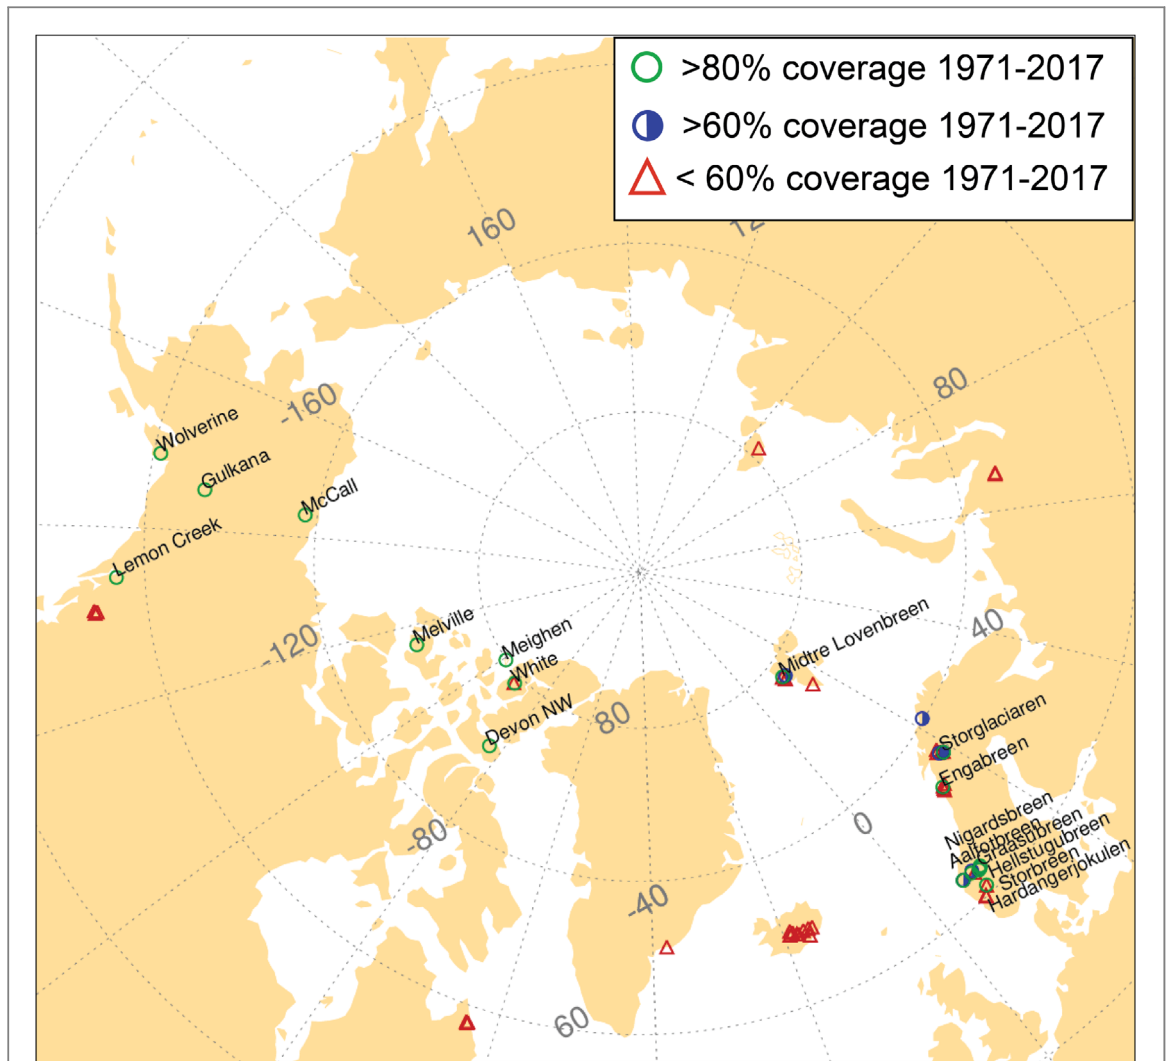 >80% coverage 1971-2017
>60% coverage 1971-2017
< 60% coverage 1971-2017
160
12
80
-160
Wolverine
Gulkana
McCall
Lemon Creek
-120
Melville
Meighen
White
Devon NW
80
Midtre Lovenbreen
40
Storglaciaren
Engabreen
0
-80
Nigardsbreen
Aalfotbreen
Graasubreen
Hellstugubreen
Storbreen
Hardangerjokulen
-40
60